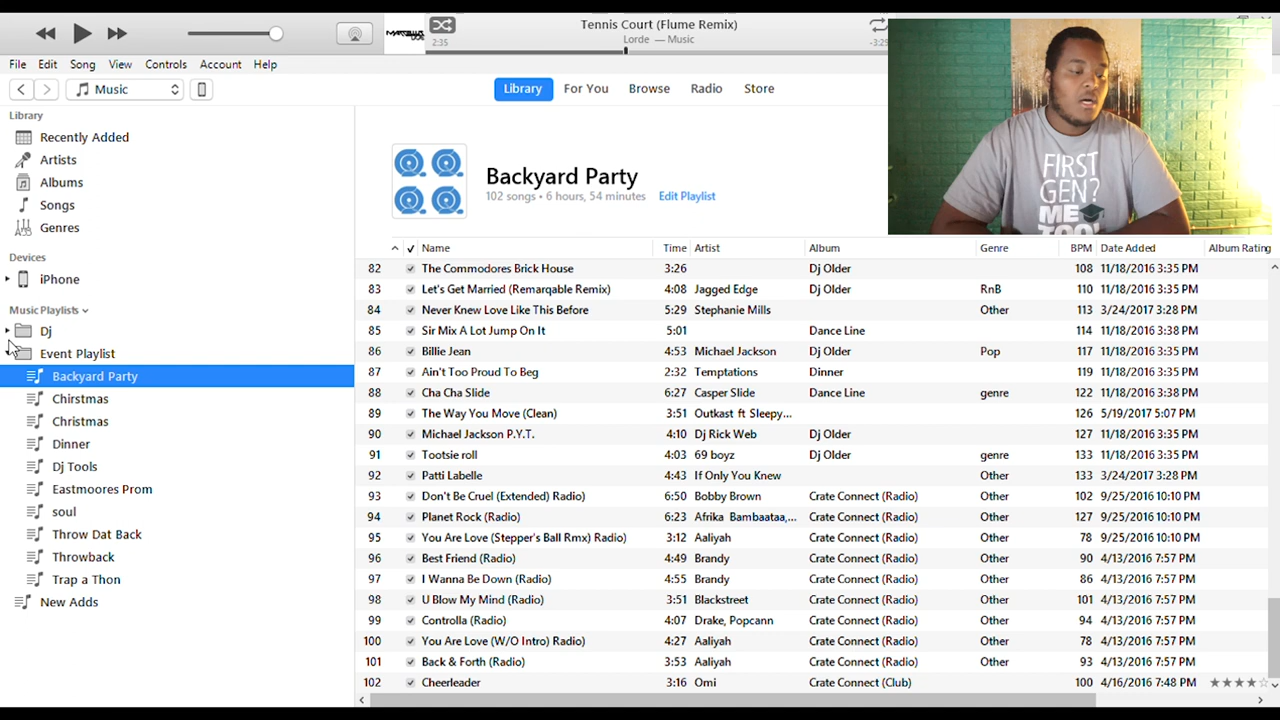 Tennis Court (Flume Remix)
Lorde — Music
2:35
File Edit Song View Controls Account Help
Music
Library For You Browse Radio Store
Library
Recently Added
Artists
Albums
Songs
Genres
Devices
iPhone
Music Playlists
Dj
Event Playlist
Backyard Party
Chirstmas
Christmas
Dinner
Dj Tools
Eastmoores Prom
soul
Throw Dat Back
Throwback
Trap a Thon
New Adds
Backyard Party
102 songs • 6 hours, 54 minutes Edit Playlist
FIRST
GEN?
ME
TOO!
Name Time Artist Album Genre BPM Date Added Album Rating
82 The Commodores Brick House 3:26 Dj Older 108 11/18/2016 3:35 PM
83 Let's Get Married (Remarqable Remix) 4:08 Jagged Edge Dj Older RnB 110 11/18/2016 3:35 PM
84 Never Knew Love Like This Before 5:29 Stephanie Mills Other 113 3/24/2017 3:28 PM
85 Sir Mix A Lot Jump On It 5:01 Dance Line 114 11/18/2016 3:38 PM
86 Billie Jean 4:53 Michael Jackson Dj Older Pop 117 11/18/2016 3:35 PM
87 Ain't Too Proud To Beg 2:32 Temptations Dinner 119 11/18/2016 3:35 PM
88 Cha Cha Slide 6:27 Casper Slide Dance Line genre 122 11/18/2016 3:38 PM
89 The Way You Move (Clean) 3:51 Outkast ft Sleepy... 126 5/19/2017 5:07 PM
90 Michael Jackson P.Y.T. 4:10 Dj Rick Web Dj Older 127 11/18/2016 3:35 PM
91 Tootsie roll 4:03 69 boyz Dj Older genre 133 11/18/2016 3:35 PM
92 Patti Labelle 4:43 If Only You Knew Other 133 3/24/2017 3:28 PM
93 Don't Be Cruel (Extended) Radio) 6:50 Bobby Brown Crate Connect (Radio) Other 102 9/25/2016 10:10 PM
94 Planet Rock (Radio) 6:23 Afrika Bambaataa,... Crate Connect (Radio) Other 127 9/25/2016 10:10 PM
95 You Are Love (Stepper's Ball Rmx) Radio) 3:12 Aaliyah Crate Connect (Radio) Other 78 9/25/2016 10:10 PM
96 Best Friend (Radio) 4:49 Brandy Crate Connect (Radio) Other 90 4/13/2016 7:57 PM
97 I Wanna Be Down (Radio) 4:55 Brandy Crate Connect (Radio) Other 86 4/13/2016 7:57 PM
98 U Blow My Mind (Radio) 3:51 Blackstreet Crate Connect (Radio) Other 101 4/13/2016 7:57 PM
99 Controlla (Radio) 4:07 Drake, Popcann Crate Connect (Radio) Other 94 4/13/2016 7:57 PM
100 You Are Love (W/O Intro) Radio) 4:27 Aaliyah Crate Connect (Radio) Other 78 4/13/2016 7:57 PM
101 Back & Forth (Radio) 3:53 Aaliyah Crate Connect (Radio) Other 93 4/13/2016 7:57 PM
102 Cheerleader 3:16 Omi Crate Connect (Club) 100 4/16/2016 7:48 PM